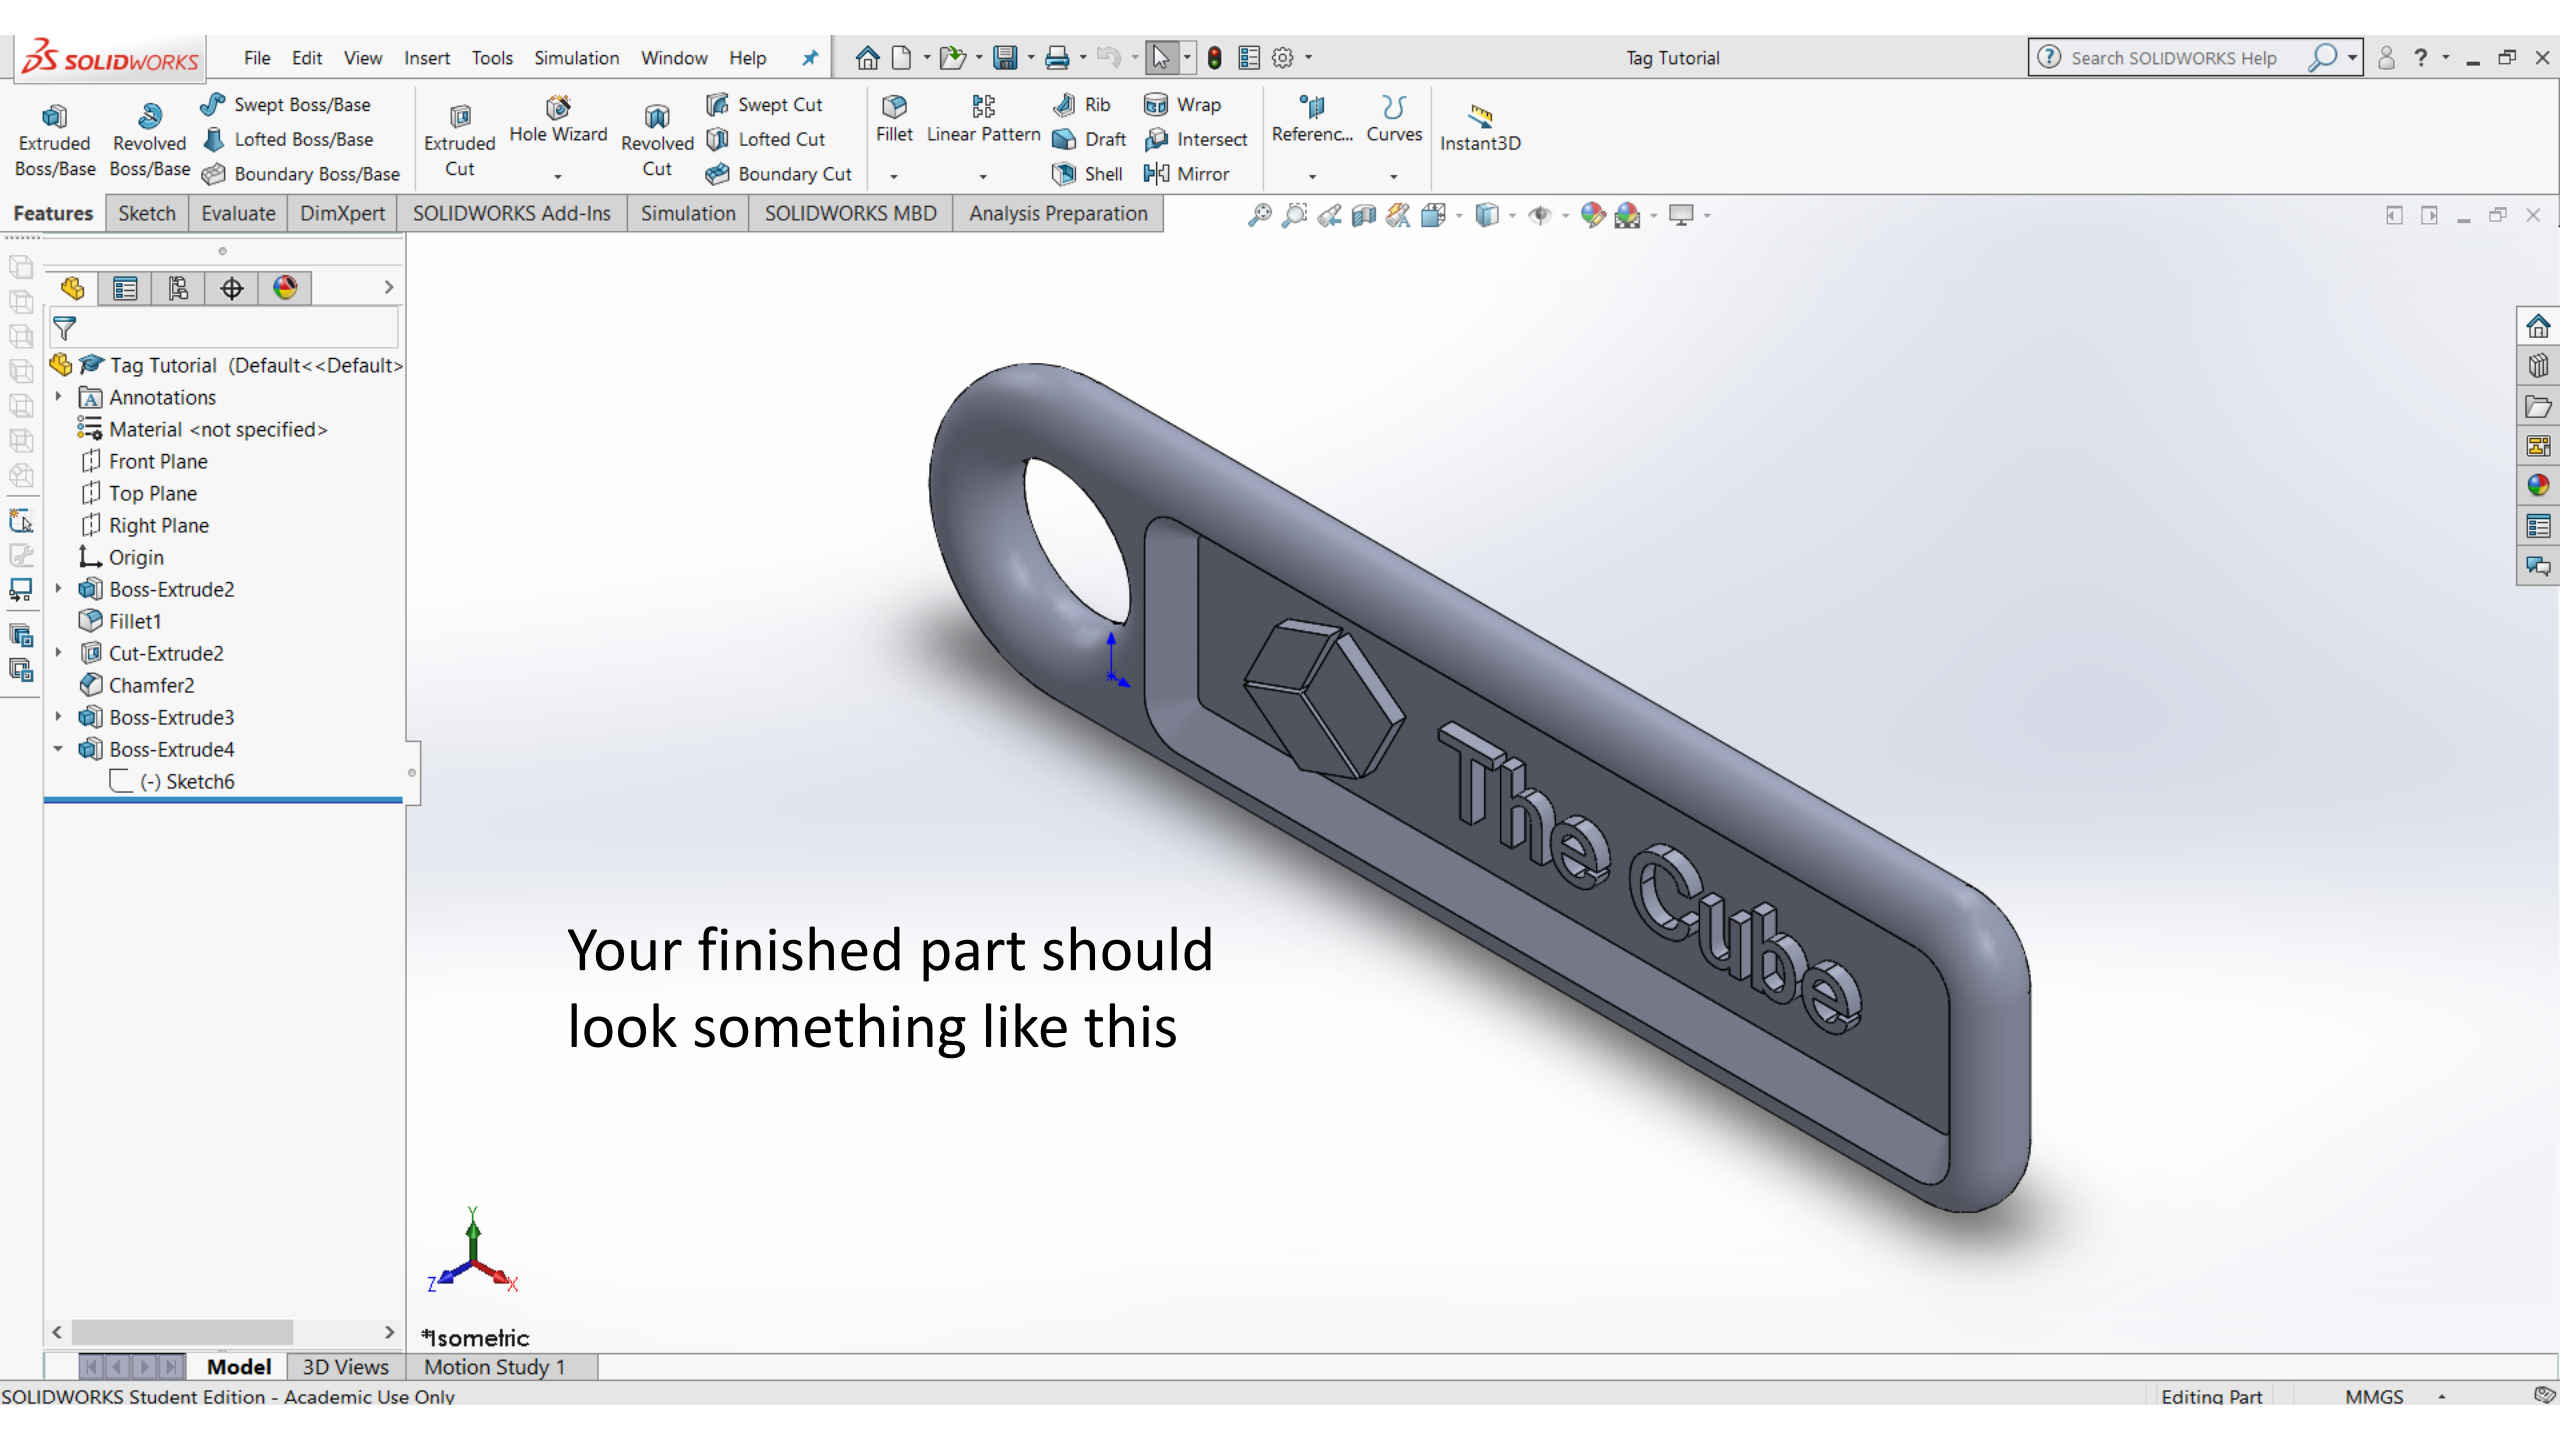 SOLIDWORKS File Edit View Insert Tools Simulation Window Help Tag Tutorial Search SOLIDWORKS Help ?
Extruded Boss/Base Revolved Boss/Base Swept Boss/Base Lofted Boss/Base Boundary Boss/Base Extruded Cut Hole Wizard Revolved Cut Swept Cut Lofted Cut Boundary Cut Fillet Linear Pattern Rib Draft Shell Wrap Intersect Mirror Referenc... Curves Instant3D
Features Sketch Evaluate DimXpert SOLIDWORKS Add-Ins Simulation SOLIDWORKS MBD Analysis Preparation
Tag Tutorial (Default<<Default>
Annotations
Material <not specified>
Front Plane
Top Plane
Right Plane
Origin
Boss-Extrude2
Fillet1
Cut-Extrude2
Chamfer2
Boss-Extrude3
Boss-Extrude4
(-) Sketch6
The Cube
Your finished part should
look something like this
Y
Z X
*Isometric
Model 3D Views Motion Study 1
SOLIDWORKS Student Edition - Academic Use Only Editing Part MMGS